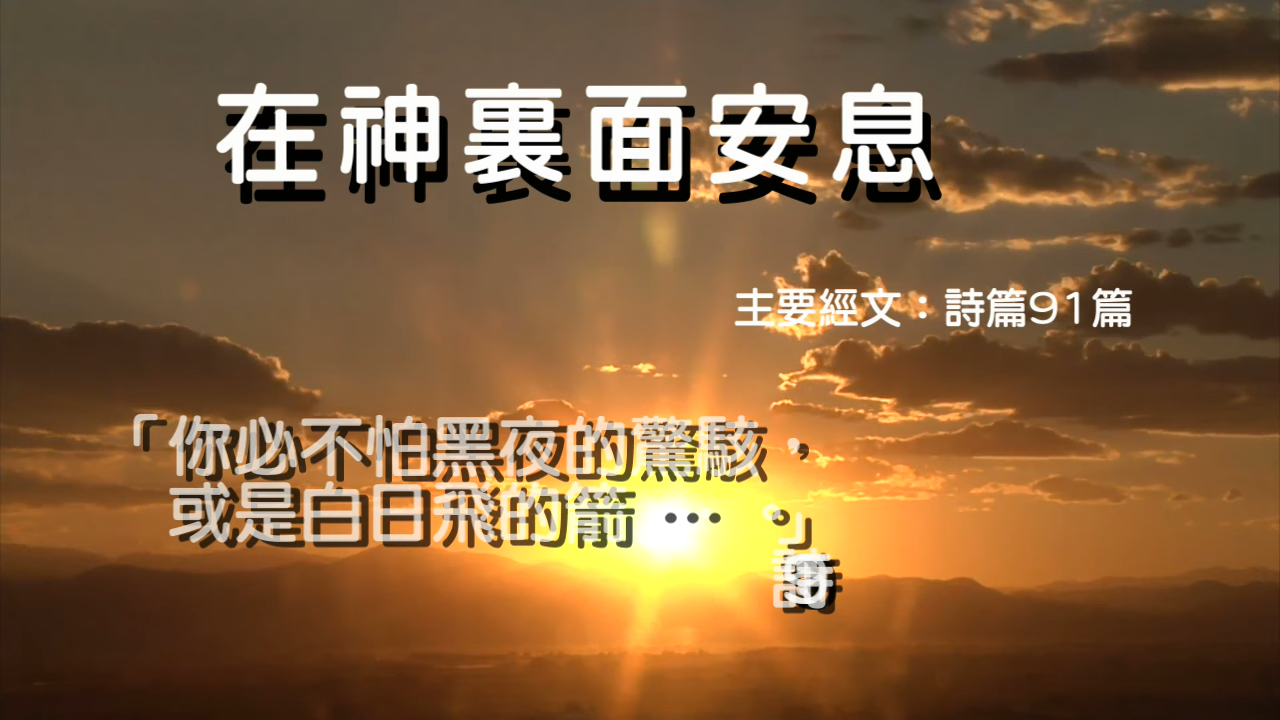 在神裏面安息
主要經文：詩篇91篇
「你必不怕黑夜的驚駭，
或是白日飛的箭 … 。」
詩9